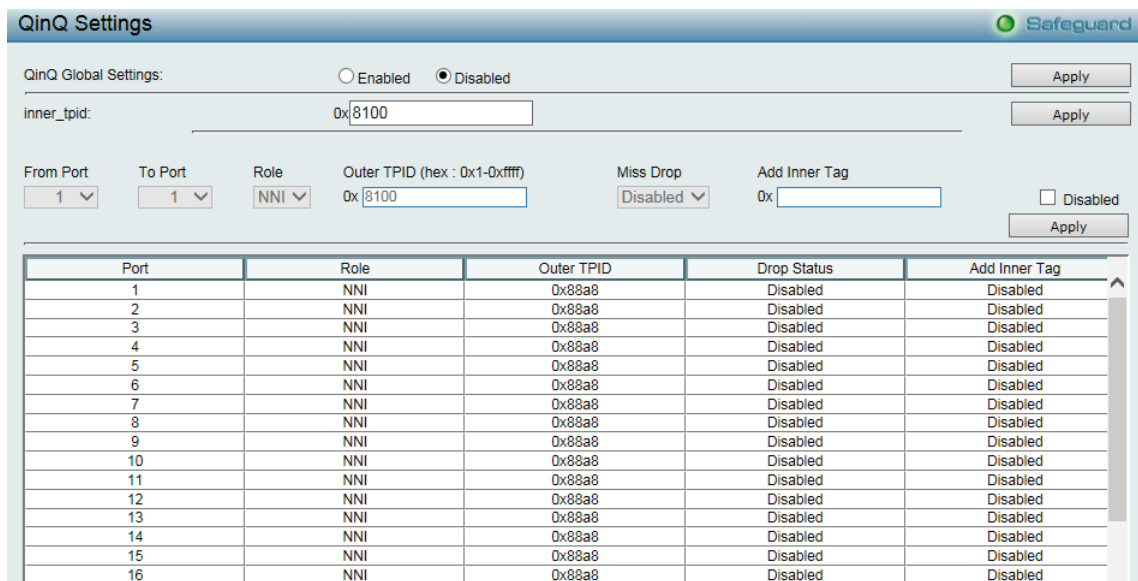 QinQ Settings Safeguard
QinQ Global Settings: Enabled Disabled Apply
inner_tpid: 0x 8100 Apply
From Port To Port Role Outer TPID (hex : 0x1-0xffff) Miss Drop Add Inner Tag
1 1 NNI 0x 8100 Disabled 0x Disabled
Apply
Port Role Outer TPID Drop Status Add Inner Tag
1 NNI 0x88a8 Disabled Disabled
2 NNI 0x88a8 Disabled Disabled
3 NNI 0x88a8 Disabled Disabled
4 NNI 0x88a8 Disabled Disabled
5 NNI 0x88a8 Disabled Disabled
6 NNI 0x88a8 Disabled Disabled
7 NNI 0x88a8 Disabled Disabled
8 NNI 0x88a8 Disabled Disabled
9 NNI 0x88a8 Disabled Disabled
10 NNI 0x88a8 Disabled Disabled
11 NNI 0x88a8 Disabled Disabled
12 NNI 0x88a8 Disabled Disabled
13 NNI 0x88a8 Disabled Disabled
14 NNI 0x88a8 Disabled Disabled
15 NNI 0x88a8 Disabled Disabled
16 NNI 0x88a8 Disabled Disabled